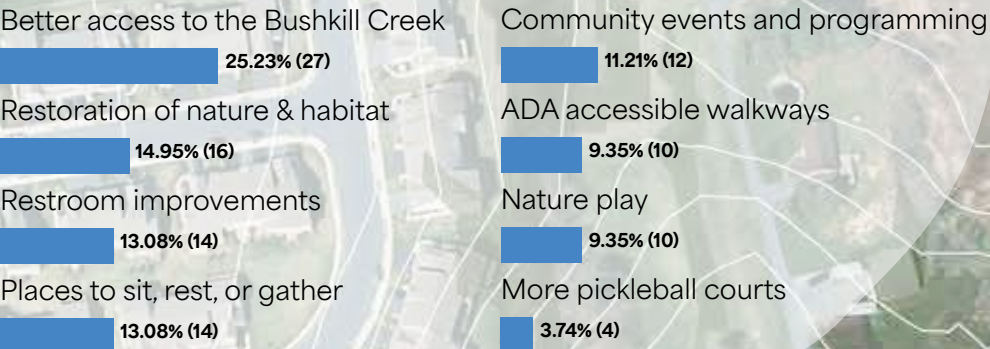 Better access to the Bushkill Creek
25.23% (27)
Restoration of nature & habitat
14.95% (16)
Restroom improvements
13.08% (14)
Places to sit, rest, or gather
13.08% (14)
Community events and programming
11.21% (12)
ADA accessible walkways
9.35% (10)
Nature play
9.35% (10)
More pickleball courts
3.74% (4)